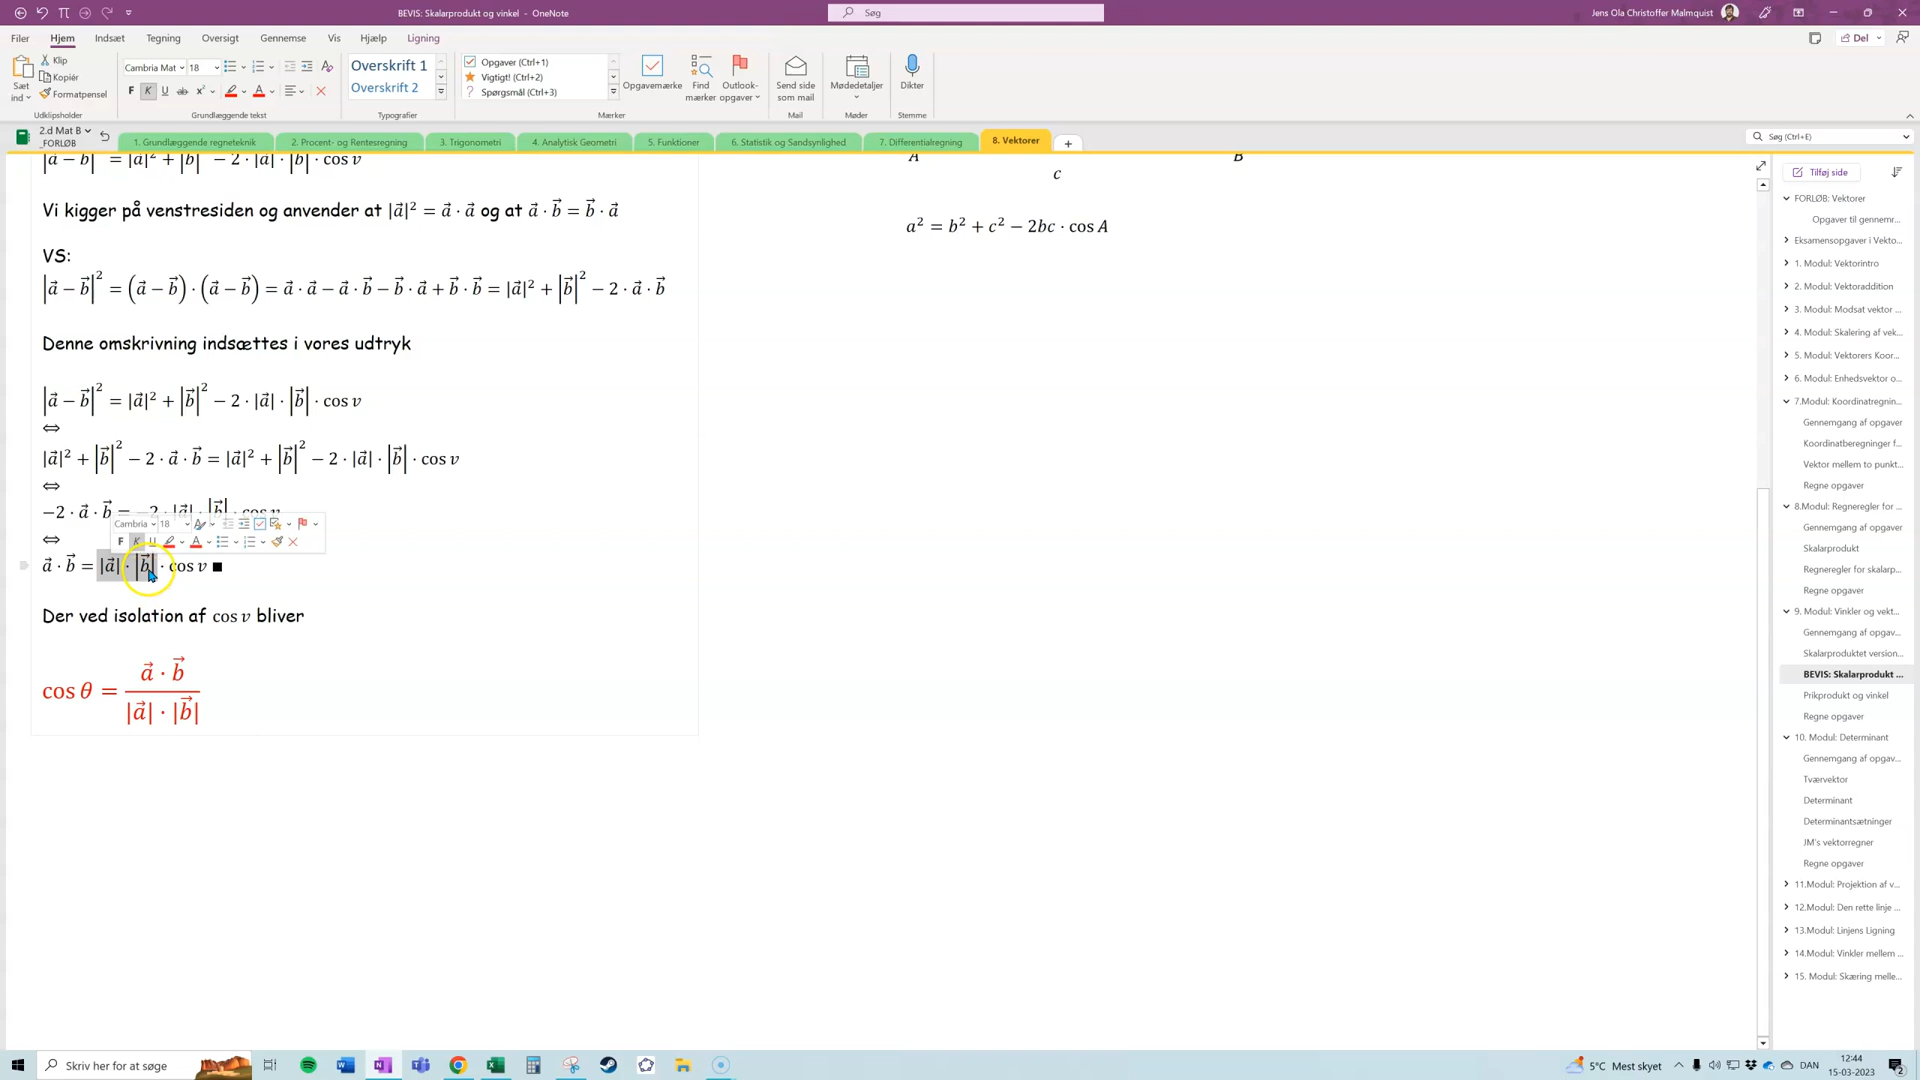 BEVIS: Skalarprodukt og vinkel - OneNote
Søg
Jens Ola Christoffer Malmquist
Filer Hjem Indsæt Tegning Oversigt Gennemse Vis Hjælp Ligning
Del
Sæt ind
Klip
Kopiér
Formatpensel
Udklipsholder
Cambria Mat 18
Grundlæggende tekst
Overskrift 1
Overskrift 2
Typografier
Opgaver (Ctrl+1)
Vigtigt! (Ctrl+2)
Spørgsmål (Ctrl+3)
Mærker
Opgavemærke
Find mærker
Outlook-opgaver
Send side som mail
Mail
Mødedetaljer
Møder
Dikter
Stemme
2.d Mat B _FORLØB
1. Grundlæggende regneteknik
2. Procent- og Rentesregning
3. Trigonometri
4. Analytisk Geometri
5. Funktioner
6. Statistik og Sandsynlighed
7. Differentialregning
8. Vektorer
Søg (Ctrl+E)
|a⃗ − b⃗|² = |a⃗|² + |b⃗|² − 2 · |a⃗| · |b⃗| · cos v
Vi kigger på venstresiden og anvender at |a⃗|² = a⃗ · a⃗ og at a⃗ · b⃗ = b⃗ · a⃗
VS:
|a⃗ − b⃗|² = (a⃗ − b⃗) · (a⃗ − b⃗) = a⃗ · a⃗ − a⃗ · b⃗ − b⃗ · a⃗ + b⃗ · b⃗ = |a⃗|² + |b⃗|² − 2 · a⃗ · b⃗
Denne omskrivning indsættes i vores udtryk
|a⃗ − b⃗|² = |a⃗|² + |b⃗|² − 2 · |a⃗| · |b⃗| · cos v
⇔
|a⃗|² + |b⃗|² − 2 · a⃗ · b⃗ = |a⃗|² + |b⃗|² − 2 · |a⃗| · |b⃗| · cos v
⇔
−2 · a⃗ · b⃗ = −2 · |a⃗| · |b⃗| · cos v
Cambria 18
⇔
a⃗ · b⃗ = |a⃗| · |b⃗| · cos v ■
Der ved isolation af cos v bliver
cos θ = (a⃗ · b⃗) / (|a⃗| · |b⃗|)
A B
c
a² = b² + c² − 2bc · cos A
Tilføj side
FORLØB: Vektorer
Opgaver til gennemr...
Eksamensopgaver i Vekto...
1. Modul: Vektorintro
2. Modul: Vektoraddition
3. Modul: Modsat vektor ...
4. Modul: Skalering af vek...
5. Modul: Vektorers Koor...
6. Modul: Enhedsvektor o...
7.Modul: Koordinatregnin...
Gennemgang af opgaver
Koordinatberegninger f...
Vektor mellem to punkt...
Regne opgaver
8.Modul: Regneregler for ...
Gennemgang af opgaver
Skalarprodukt
Regneregler for skalarp...
Regne opgaver
9. Modul: Vinkler og vekt...
Gennemgang af opgav...
Skalarproduktet version...
BEVIS: Skalarprodukt ...
Prikprodukt og vinkel
Regne opgaver
10. Modul: Determinant
Gennemgang af opgav...
Tværvektor
Determinant
Determinantsætninger
JM's vektorregner
Regne opgaver
11.Modul: Projektion af v...
12.Modul: Den rette linje ...
13.Modul: Linjens Ligning
14.Modul: Vinkler mellem ...
15. Modul: Skæring melle...
Skriv her for at søge
5°C Mest skyet
DAN
12:44
15-03-2023
2